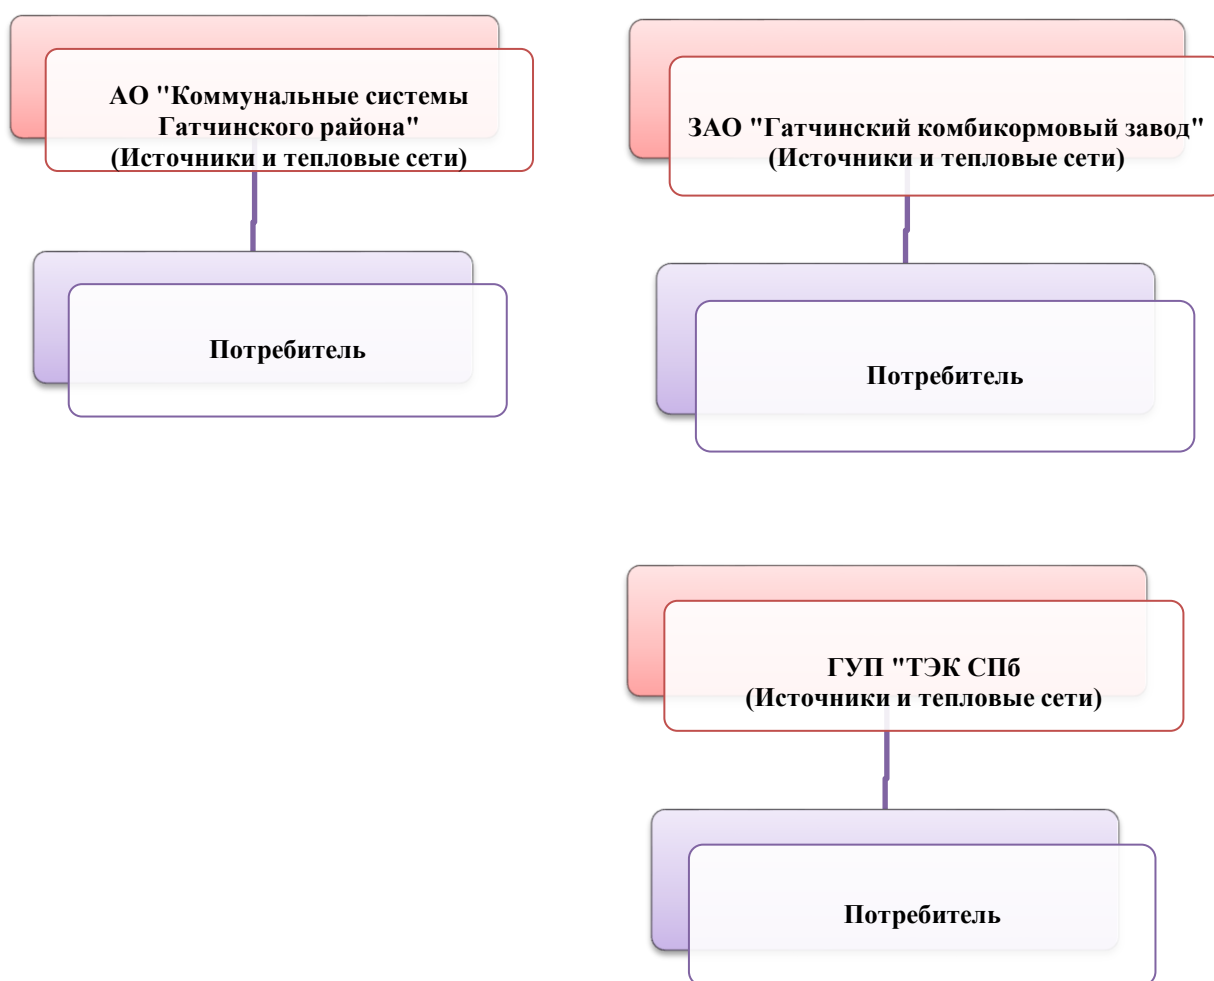 АО "Коммунальные системы
Гатчинского района"
(Источники и тепловые сети)
Потребитель
ЗАО "Гатчинский комбикормовый завод"
(Источники и тепловые сети)
Потребитель
ГУП "ТЭК СПб
(Источники и тепловые сети)
Потребитель